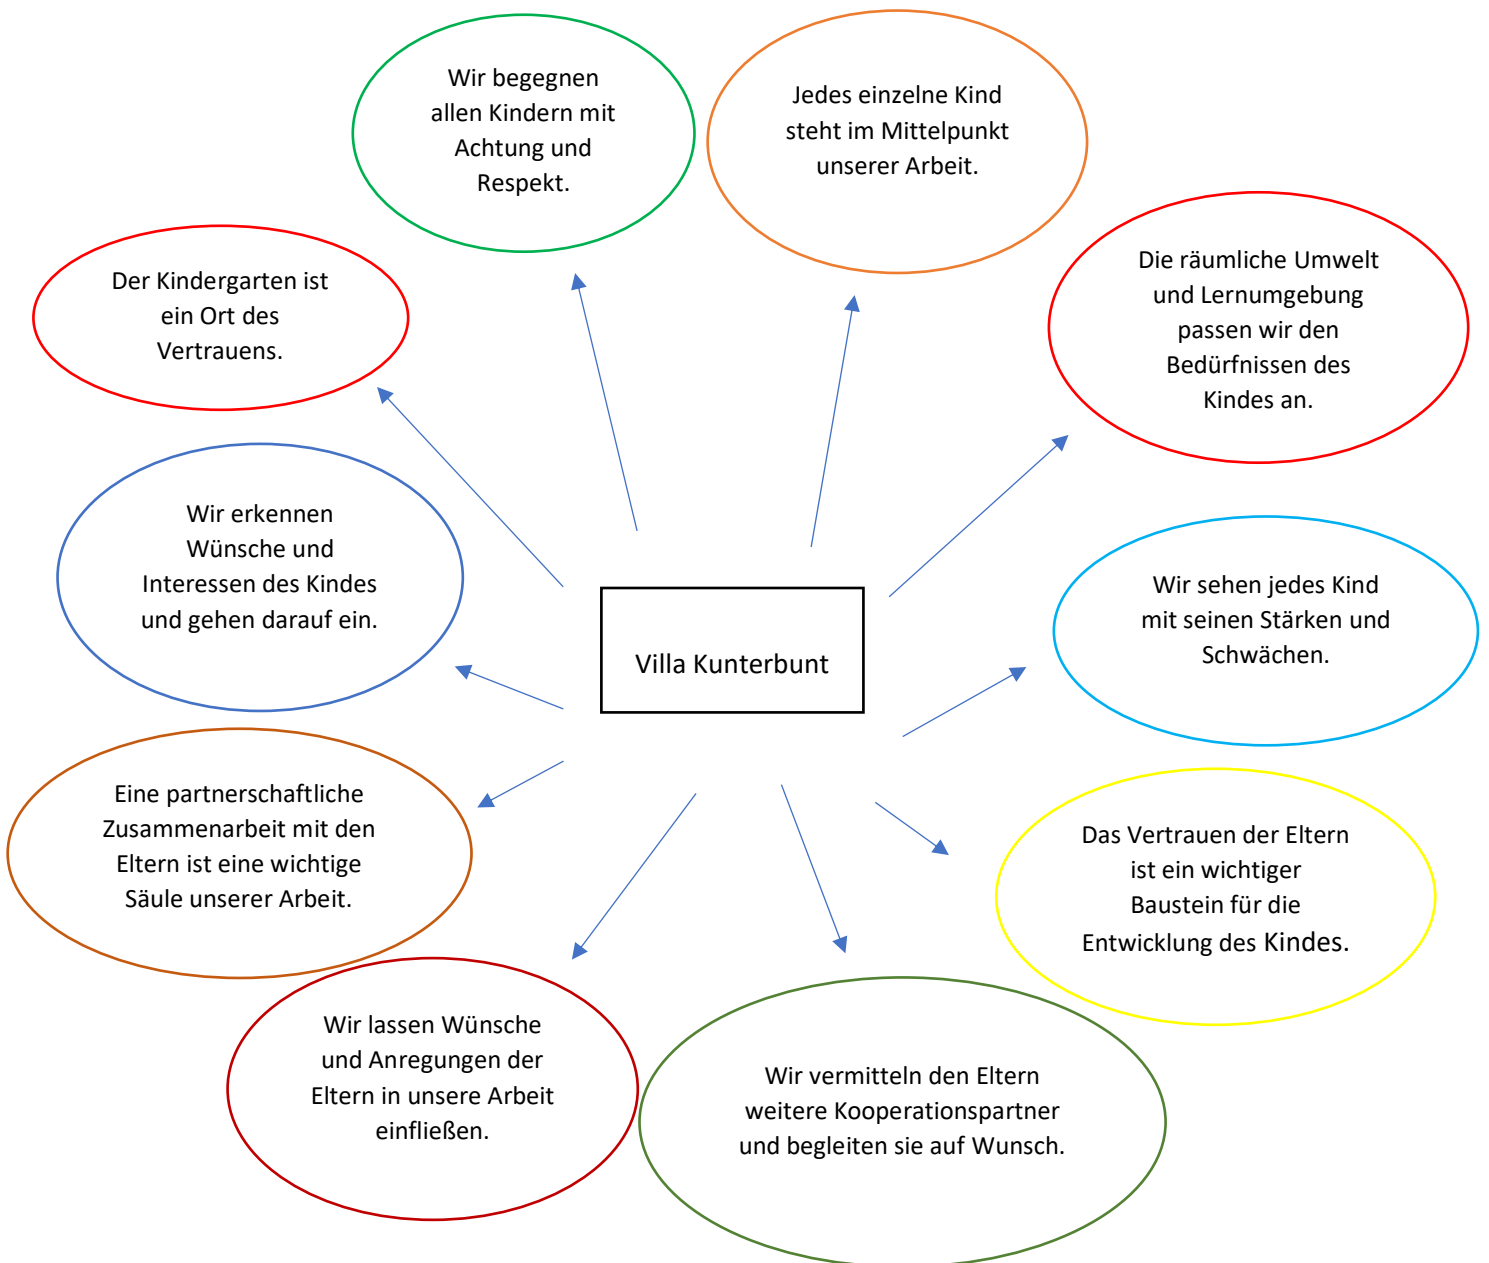 Wir begegnen
allen Kindern mit
Achtung und
Respekt.
Jedes einzelne Kind
steht im Mittelpunkt
unserer Arbeit.
Die räumliche Umwelt
und Lernumgebung
passen wir den
Bedürfnissen des
Kindes an.
Der Kindergarten ist
ein Ort des
Vertrauens.
Wir erkennen
Wünsche und
Interessen des Kindes
und gehen darauf ein.
Villa Kunterbunt
Wir sehen jedes Kind
mit seinen Stärken und
Schwächen.
Eine partnerschaftliche
Zusammenarbeit mit den
Eltern ist eine wichtige
Säule unserer Arbeit.
Das Vertrauen der Eltern
ist ein wichtiger
Baustein für die
Entwicklung des Kindes.
Wir lassen Wünsche
und Anregungen der
Eltern in unsere Arbeit
einfließen.
Wir vermitteln den Eltern
weitere Kooperationspartner
und begleiten sie auf Wunsch.